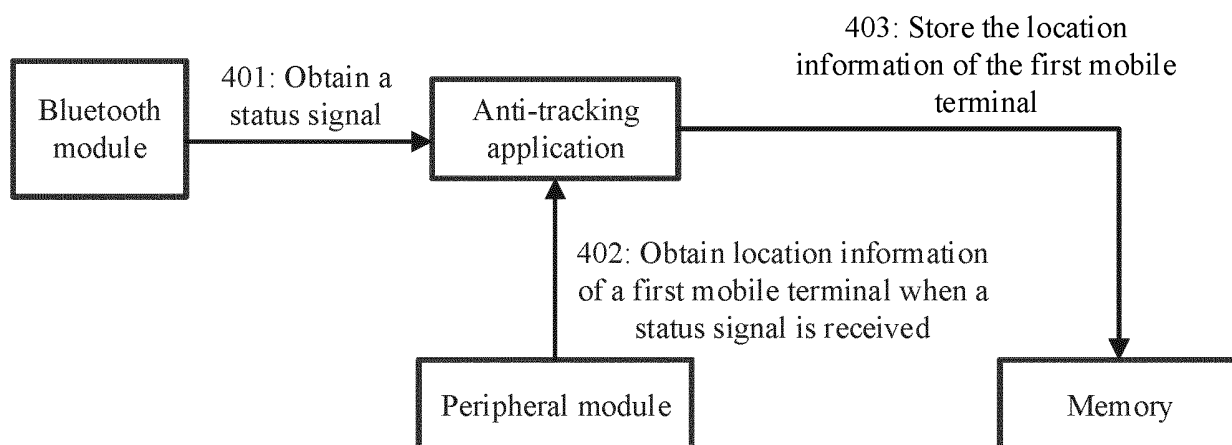 403: Store the location
information of the first mobile
terminal
401: Obtain a
status signal
Bluetooth
module
Anti-tracking
application
402: Obtain location information
of a first mobile terminal when a
status signal is received
Peripheral module
Memory